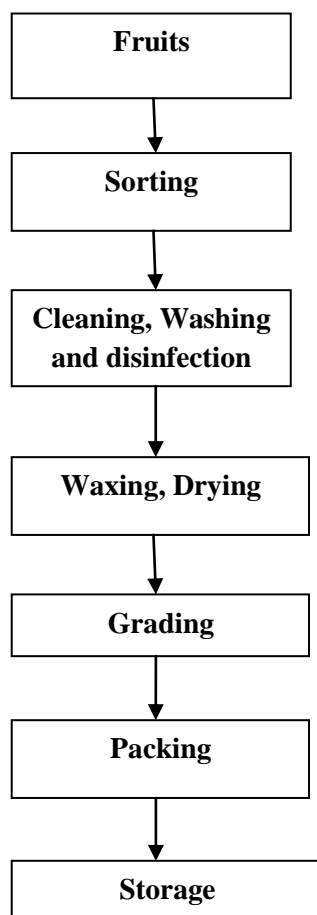 Fruits
Sorting
Cleaning, Washing
and disinfection
Waxing, Drying
Grading
Packing
Storage